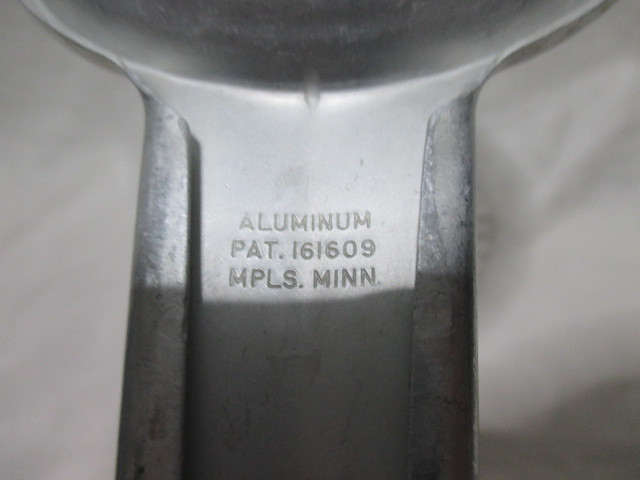 ALUMINUM
PAT. 161609
MPLS. MINN.